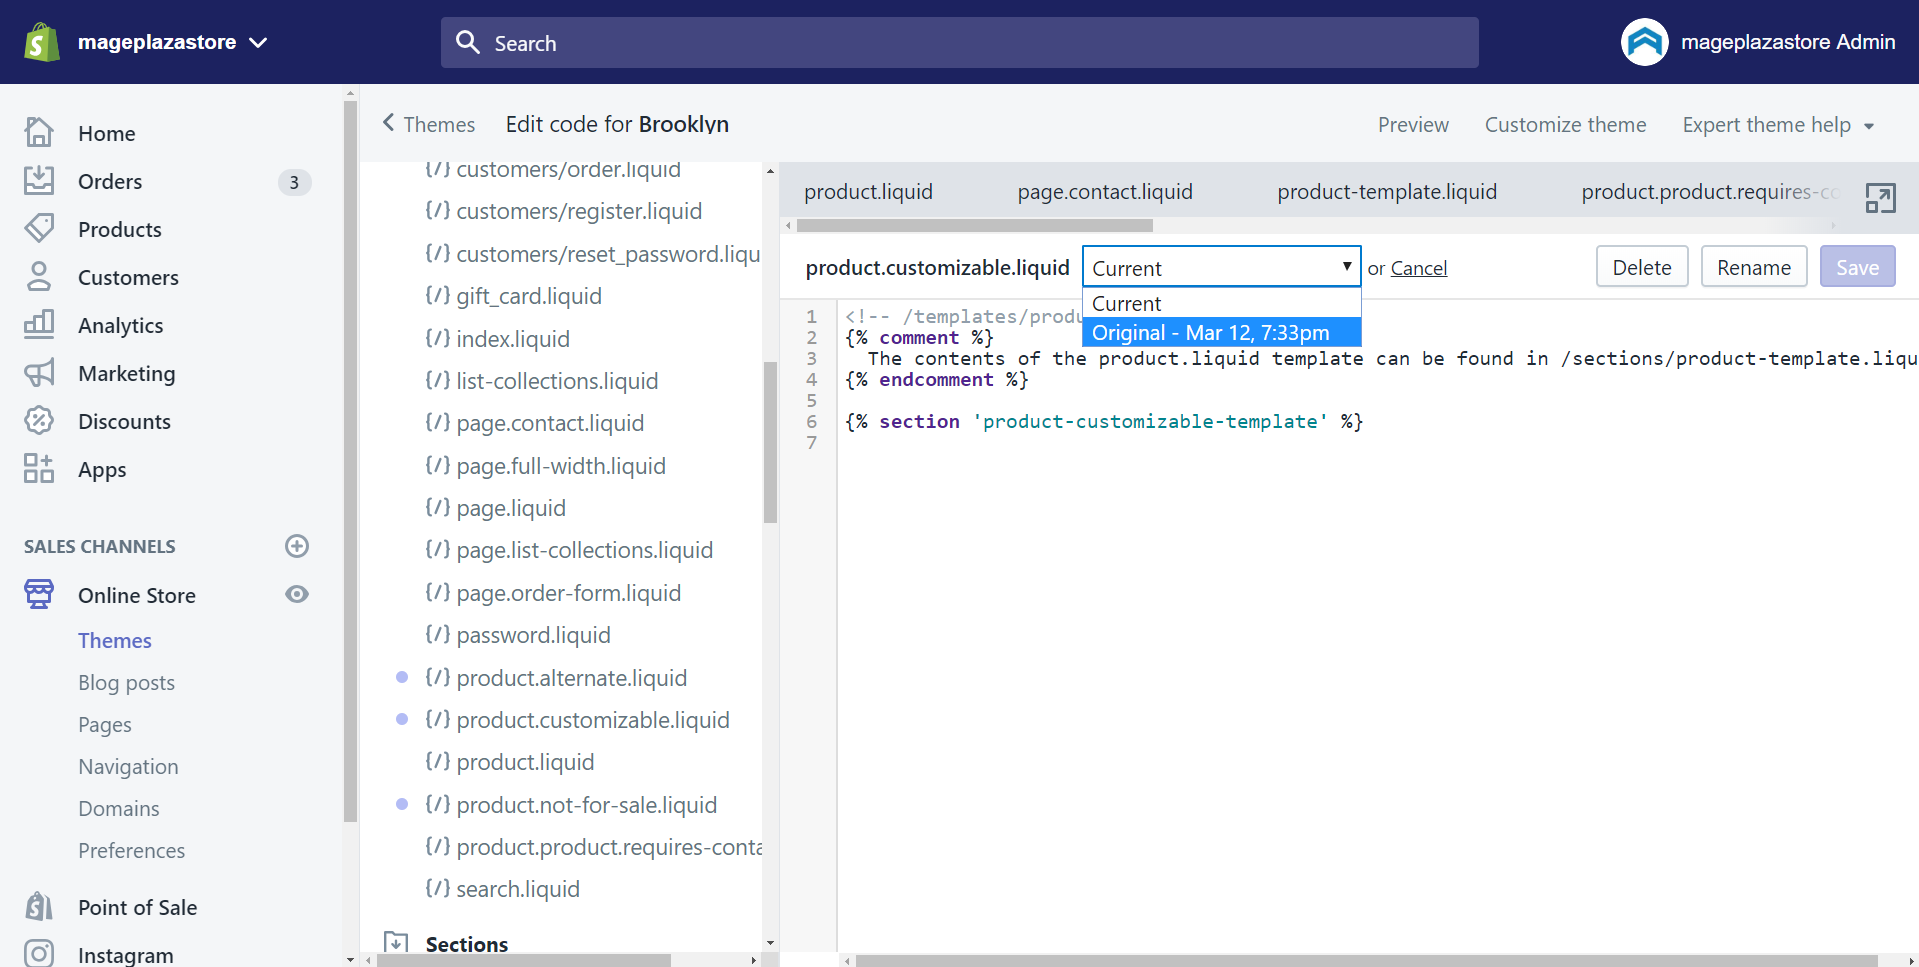 mageplazastore
Search
mageplazastore Admin
Home
Orders
3
Products
Customers
Analytics
Marketing
Discounts
Apps
SALES CHANNELS
Online Store
Themes
Blog posts
Pages
Navigation
Domains
Preferences
Point of Sale
Instagram
Themes
Edit code for Brooklyn
Preview
Customize theme
Expert theme help
{/} customers/order.liquid
{/} customers/register.liquid
{/} customers/reset_password.liqu
{/} gift_card.liquid
{/} index.liquid
{/} list-collections.liquid
{/} page.contact.liquid
{/} page.full-width.liquid
{/} page.liquid
{/} page.list-collections.liquid
{/} page.order-form.liquid
{/} password.liquid
{/} product.alternate.liquid
{/} product.customizable.liquid
{/} product.liquid
{/} product.not-for-sale.liquid
{/} product.product.requires-conta
{/} search.liquid
Sections
product.liquid
page.contact.liquid
product-template.liquid
product.product.requires-co
product.customizable.liquid
Current
or Cancel
Delete
Rename
Save
Current
Original - Mar 12, 7:33pm
1 <!-- /templates/produ
2 {% comment %}
3 The contents of the product.liquid template can be found in /sections/product-template.liqu
4 {% endcomment %}
5
6 {% section 'product-customizable-template' %}
7